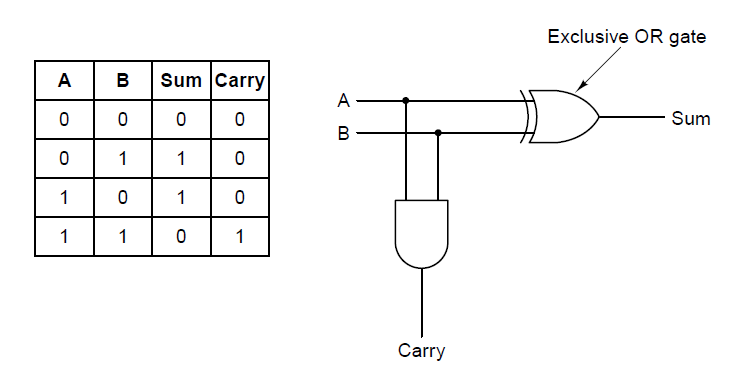 A B Sum Carry
0 0 0 0
0 1 1 0
1 0 1 0
1 1 0 1
Exclusive OR gate
A
B
Sum
Carry